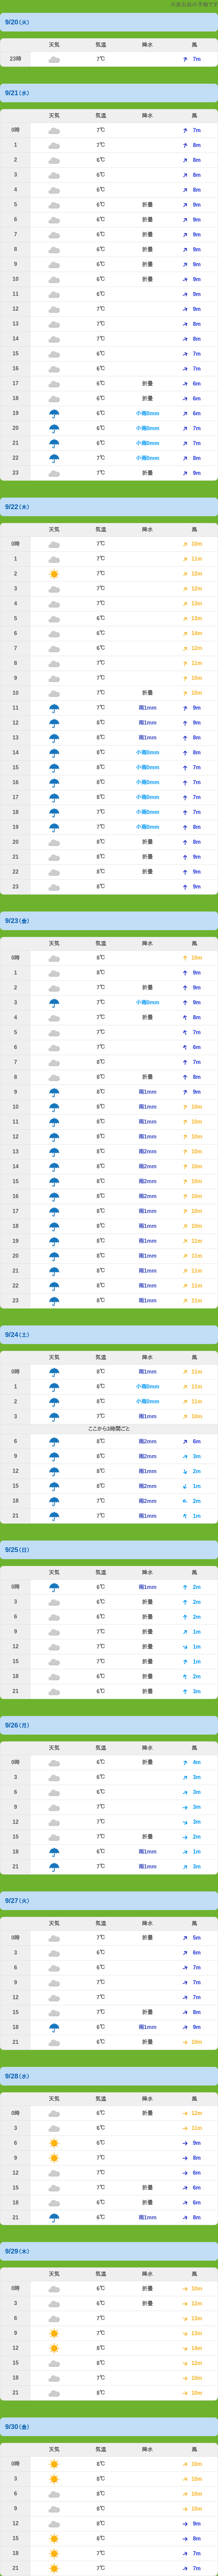 9/20(火)
天気 気温 降水 風
23時 7℃ 7m
9/21(水)
天気 気温 降水 風
0時 7℃ 7m
1 7℃ 8m
2 6℃ 8m
3 6℃ 8m
4 6℃ 8m
5 6℃ 折畳 9m
6 6℃ 折畳 9m
7 6℃ 折畳 9m
8 6℃ 折畳 9m
9 6℃ 折畳 9m
10 6℃ 折畳 9m
11 6℃ 9m
12 7℃ 9m
13 7℃ 8m
14 7℃ 8m
15 6℃ 7m
16 6℃ 7m
17 6℃ 折畳 6m
18 6℃ 折畳 6m
19 6℃ 小雨0mm 6m
20 6℃ 小雨0mm 7m
21 6℃ 小雨0mm 7m
22 7℃ 小雨0mm 8m
23 7℃ 折畳 9m
9/22(木)
天気 気温 降水 風
0時 7℃ 10m
1 7℃ 11m
2 7℃ 12m
3 7℃ 12m
4 7℃ 13m
5 6℃ 13m
6 6℃ 14m
7 6℃ 12m
8 7℃ 11m
9 7℃ 10m
10 7℃ 折畳 10m
11 7℃ 雨1mm 9m
12 8℃ 雨1mm 9m
13 8℃ 雨1mm 8m
14 8℃ 小雨0mm 8m
15 8℃ 小雨0mm 7m
16 8℃ 小雨0mm 7m
17 8℃ 小雨0mm 7m
18 7℃ 小雨0mm 7m
19 7℃ 小雨0mm 8m
20 8℃ 折畳 8m
21 8℃ 折畳 9m
22 8℃ 折畳 9m
23 8℃ 9m
9/23(金)
天気 気温 降水 風
0時 8℃ 10m
1 8℃ 9m
2 7℃ 折畳 9m
3 7℃ 小雨0mm 9m
4 7℃ 折畳 8m
5 7℃ 7m
6 7℃ 6m
7 8℃ 7m
8 8℃ 折畳 8m
9 8℃ 雨1mm 9m
10 8℃ 雨1mm 10m
11 8℃ 雨1mm 10m
12 8℃ 雨1mm 10m
13 8℃ 雨2mm 10m
14 8℃ 雨2mm 10m
15 8℃ 雨2mm 10m
16 8℃ 雨2mm 10m
17 8℃ 雨1mm 10m
18 8℃ 雨1mm 10m
19 8℃ 雨1mm 11m
20 8℃ 雨1mm 11m
21 8℃ 雨1mm 11m
22 8℃ 雨1mm 11m
23 8℃ 雨1mm 11m
9/24(土)
天気 気温 降水 風
0時 8℃ 雨1mm 11m
1 8℃ 小雨0mm 11m
2 8℃ 小雨0mm 11m
3 7℃ 雨1mm 10m
ここから3時間ごと
6 8℃ 雨2mm 6m
9 8℃ 雨2mm 3m
12 8℃ 雨1mm 2m
15 8℃ 雨2mm 1m
18 7℃ 雨2mm 2m
21 7℃ 雨1mm 1m
9/25(日)
天気 気温 降水 風
0時 6℃ 雨1mm 2m
3 6℃ 折畳 2m
6 6℃ 折畳 2m
9 7℃ 折畳 1m
12 7℃ 折畳 1m
15 7℃ 折畳 1m
18 6℃ 折畳 2m
21 6℃ 折畳 3m
9/26(月)
天気 気温 降水 風
0時 6℃ 折畳 4m
3 6℃ 3m
6 6℃ 3m
9 7℃ 3m
12 7℃ 3m
15 7℃ 折畳 2m
18 6℃ 雨1mm 1m
21 7℃ 雨1mm 3m
9/27(火)
天気 気温 降水 風
0時 7℃ 折畳 5m
3 7℃ 6m
6 6℃ 7m
9 7℃ 7m
12 7℃ 7m
15 7℃ 折畳 8m
18 6℃ 雨1mm 9m
21 6℃ 折畳 10m
9/28(水)
天気 気温 降水 風
0時 6℃ 折畳 12m
3 6℃ 11m
6 6℃ 9m
9 7℃ 8m
12 7℃ 6m
15 7℃ 折畳 6m
18 6℃ 折畳 6m
21 6℃ 雨1mm 8m
9/29(木)
天気 気温 降水 風
0時 6℃ 折畳 10m
3 6℃ 折畳 12m
6 7℃ 13m
9 7℃ 13m
12 8℃ 14m
15 8℃ 12m
18 7℃ 10m
21 8℃ 10m
9/30(金)
天気 気温 降水 風
0時 8℃ 10m
3 8℃ 10m
6 8℃ 10m
9 8℃ 10m
12 8℃ 9m
15 8℃ 8m
18 7℃ 7m
21 7℃ 7m